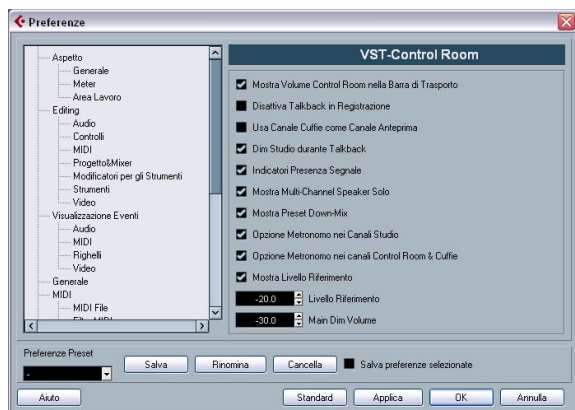 Preferenze
Aspetto
Generale
Meter
Area Lavoro
Editing
Audio
Controlli
MIDI
Progetto&Mixer
Modificatori per gli Strumenti
Strumenti
Video
Visualizzazione Eventi
Audio
MIDI
Righelli
Video
Generale
MIDI
MIDI File
VST-Control Room
Mostra Volume Control Room nella Barra di Trasporto
Disattiva Talkback in Registrazione
Usa Canale Cuffie come Canale Anteprima
Dim Studio durante Talkback
Indicatori Presenza Segnale
Mostra Multi-Channel Speaker Solo
Mostra Preset Down-Mix
Opzione Metronomo nei Canali Studio
Opzione Metronomo nei canali Control Room & Cuffie
Mostra Livello Riferimento
-20.0 Livello Riferimento
-30.0 Main Dim Volume
Preferenze Preset
-
Salva Rinomina Cancella Salva preferenze selezionate
Aiuto Standard Applica OK Annulla